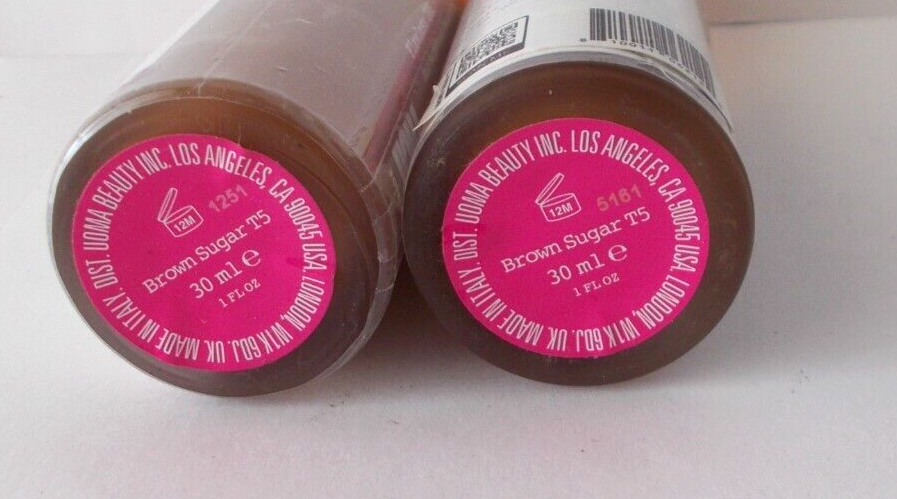 DIST. UOMA BEAUTY INC. LOS ANGELES, CA 90045 USA. LONDON, W1K 6DJ. UK. MADE IN ITALY.
12M
1251
Brown Sugar T5
30 ml e
1 FL OZ
DIST. UOMA BEAUTY INC. LOS ANGELES, CA 90045 USA. LONDON, W1K 6DJ. UK. MADE IN ITALY.
12M
5161
Brown Sugar T5
30 ml e
1 FL OZ